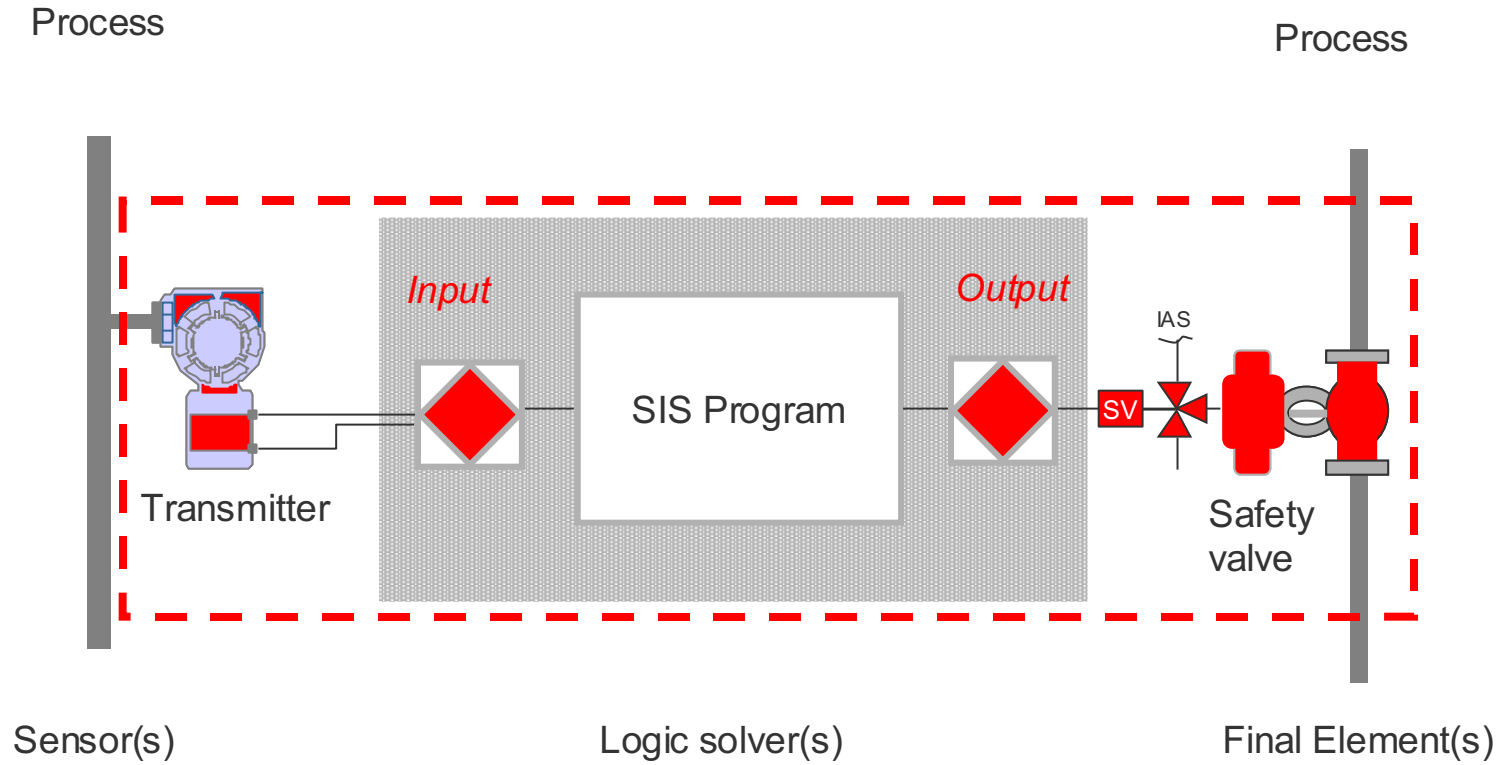 Process
Process
Input
Output
IAS
SIS Program
SV
Transmitter
Safety
valve
Sensor(s)
Logic solver(s)
Final Element(s)